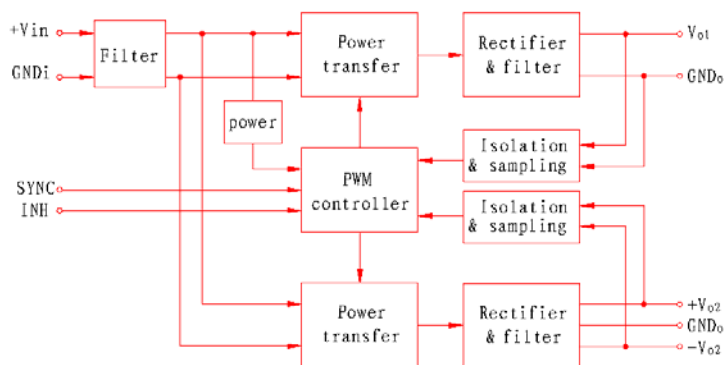 +Vin
GNDi
Filter
Power
transfer
Rectifier
& filter
Vo1
GNDo
power
Isolation
& sampling
SYNC
INH
PWM
controller
Isolation
& sampling
Power
transfer
Rectifier
& filter
+Vo2
GNDo
-Vo2